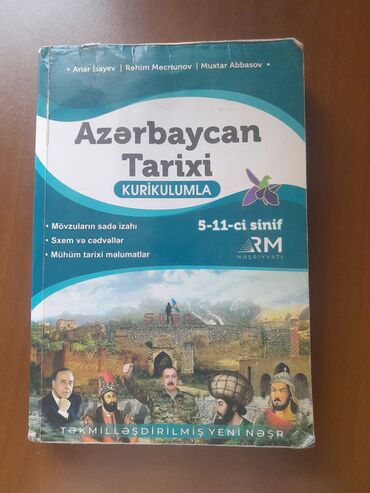 • Anar İsayev | Rəhim Məcnunov | Muxtar Abbasov •
Azərbaycan
Tarixi
KURİKULUMLA
5-11-ci sinif
• Mövzuların sadə izahı
• Sxem və cədvəllər
• Mühüm tarixi məlumatlar
RM
NƏŞRİYYATI
TƏKMİLLƏŞDİRİLMİŞ YENİ NƏŞR